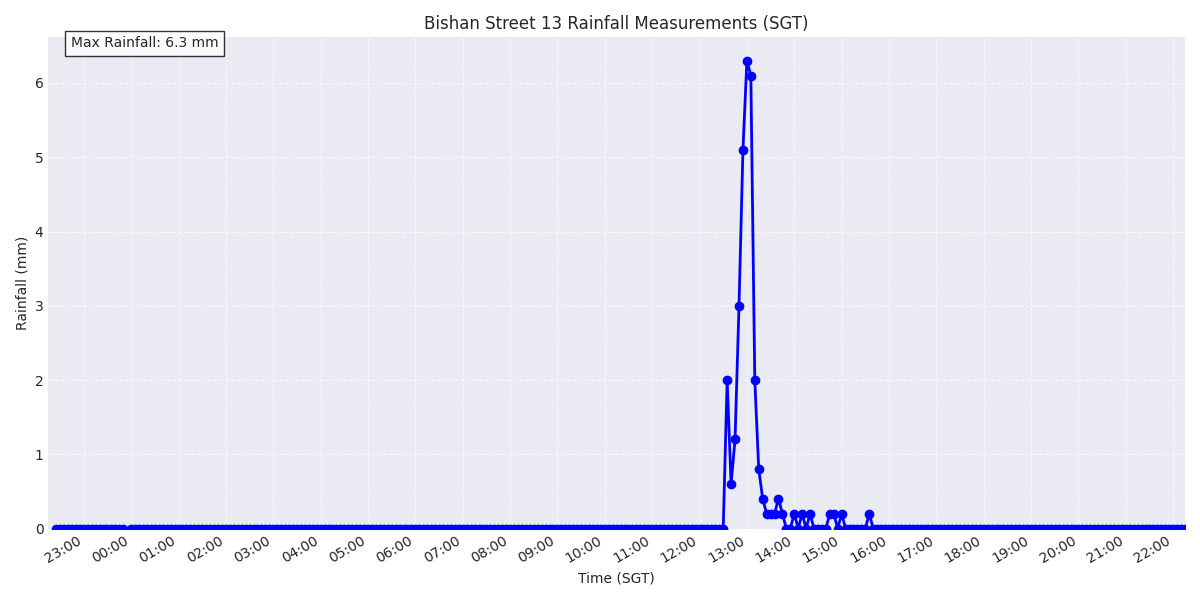 Bishan Street 13 Rainfall Measurements (SGT)
Max Rainfall: 6.3 mm
Rainfall (mm)
6
5
4
3
2
1
0
23:00 00:00 01:00 02:00 03:00 04:00 05:00 06:00 07:00 08:00 09:00 10:00 11:00 12:00 13:00 14:00 15:00 16:00 17:00 18:00 19:00 20:00 21:00 22:00
Time (SGT)